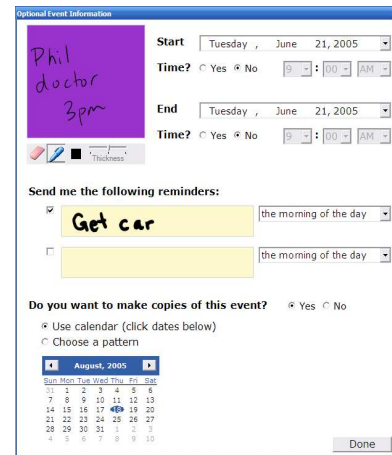 Optional Event Information
Phil
doctor
3pm
Start Tuesday , June 21, 2005
Time? Yes No 9 : 00 AM
End Tuesday , June 21, 2005
Time? Yes No 9 : 00 AM
Thickness
Send me the following reminders:
Get car the morning of the day
the morning of the day
Do you want to make copies of this event? Yes No
Use calendar (click dates below)
Choose a pattern
August, 2005
Sun Mon Tue Wed Thu Fri Sat
31 1 2 3 4 5 6
7 8 9 10 11 12 13
14 15 16 17 18 19 20
21 22 23 24 25 26 27
28 29 30 31 1 2 3
4 5 6 7 8 9 10
Done